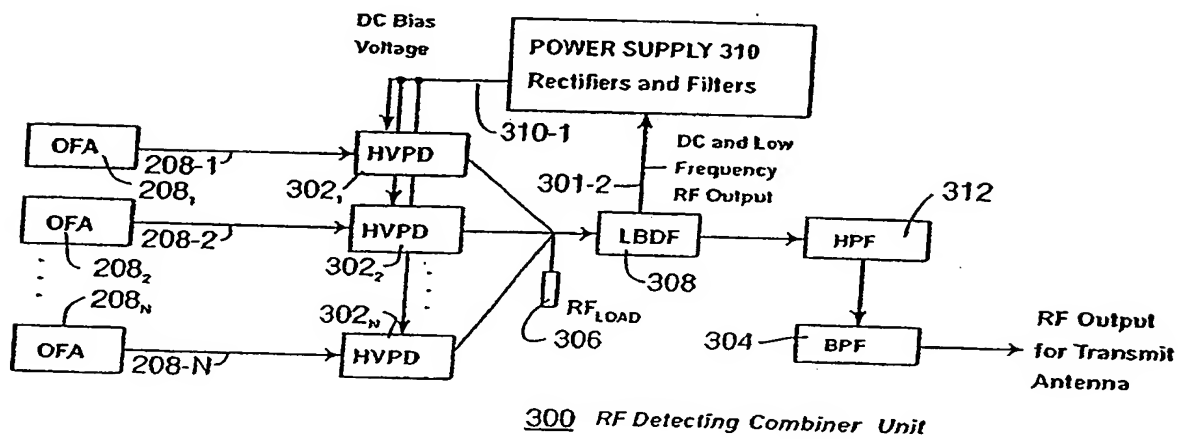 DC Bias
Voltage
POWER SUPPLY 310
Rectifiers and Filters
310-1
DC and Low
Frequency
RF Output
301-2
OFA
208-1
208₁
HVPD
302₁
OFA
208-2
208₂
HVPD
302₂
LBDF
308
HPF
312
208N
OFA
208-N
302N
HVPD
RFLOAD
306
304
BPF
RF Output
for Transmit
Antenna
300 RF Detecting Combiner Unit